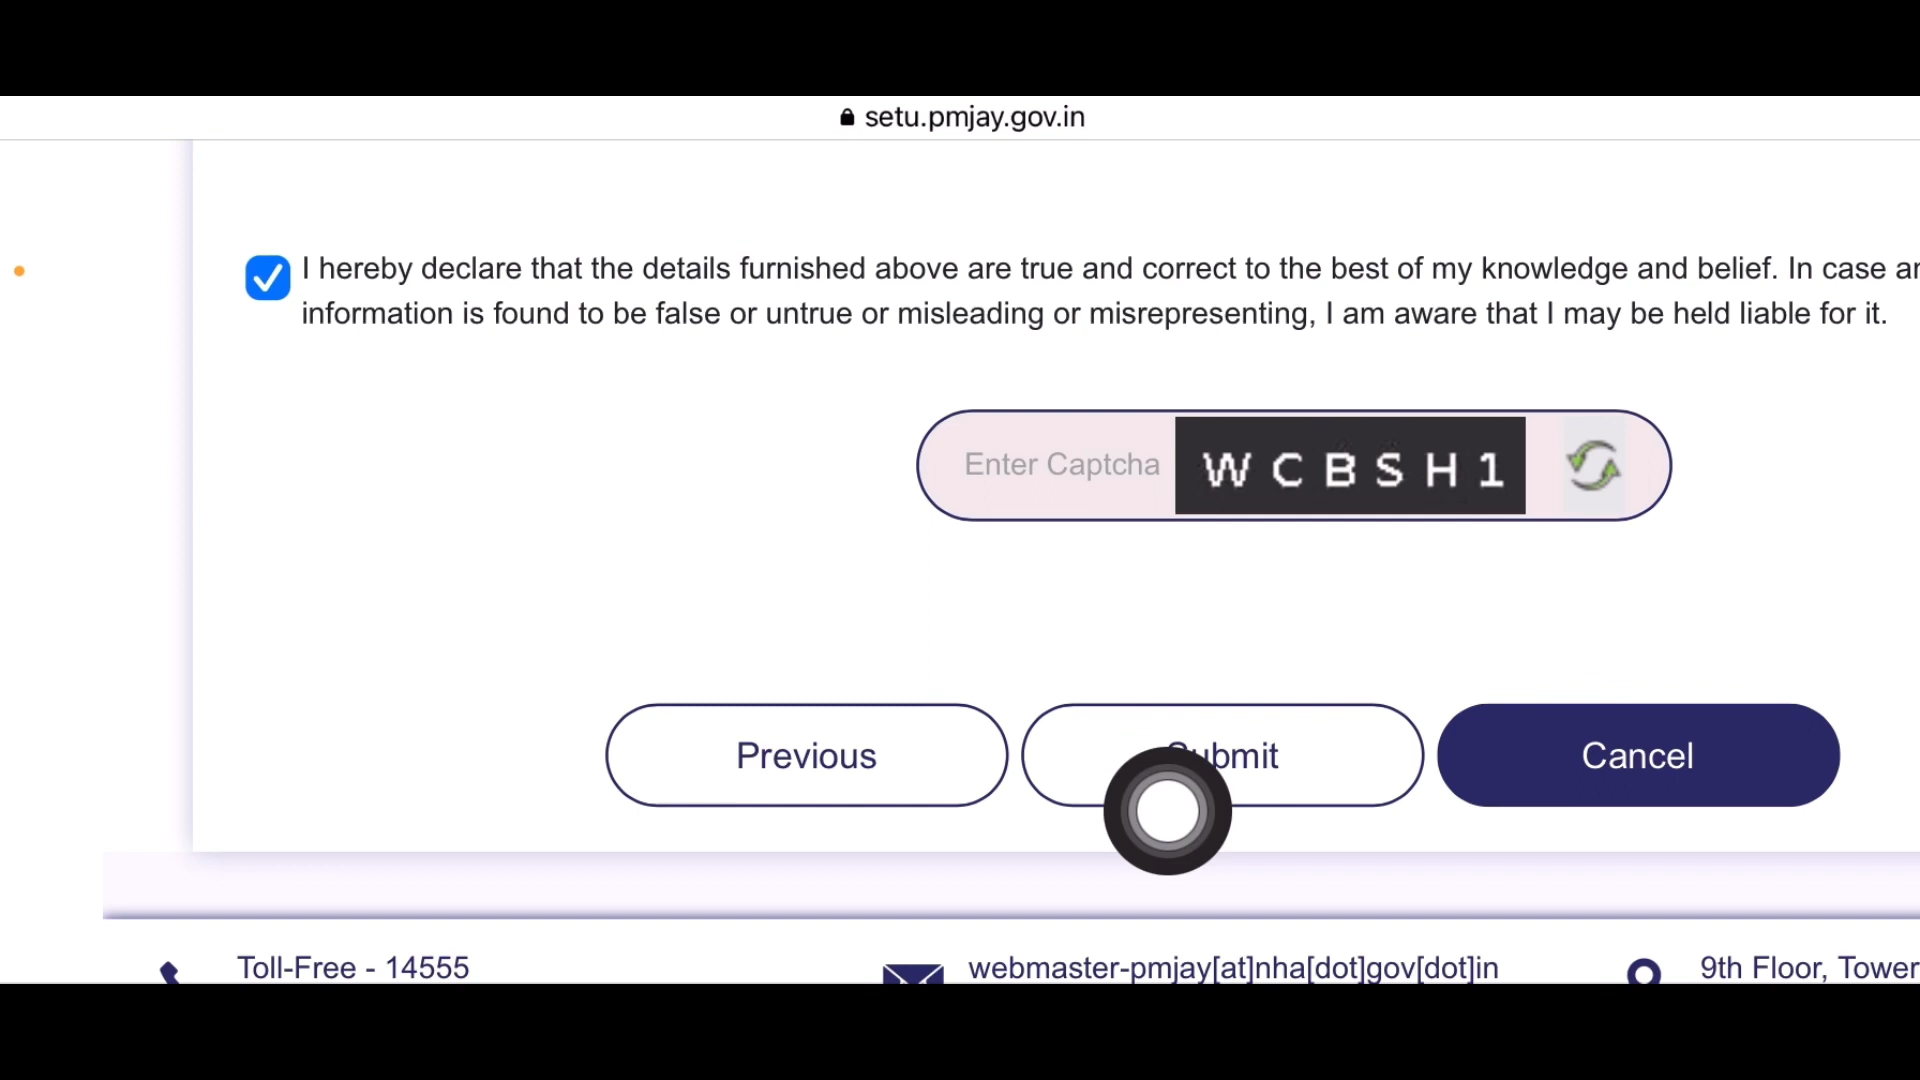 setu.pmjay.gov.in
I hereby declare that the details furnished above are true and correct to the best of my knowledge and belief. In case
information is found to be false or untrue or misleading or misrepresenting, I am aware that I may be held liable for it.
Enter Captcha W C B S H 1
Previous Submit Cancel
Toll-Free - 14555 webmaster-pmjay[at]nha[dot]gov[dot]in 9th Floor, Tower